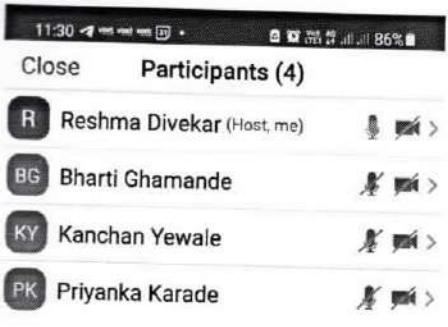 11:30 31 86%
Close Participants (4)
R Reshma Divekar (Host, me)
BG Bharti Ghamande
KY Kanchan Yewale
PK Priyanka Karade